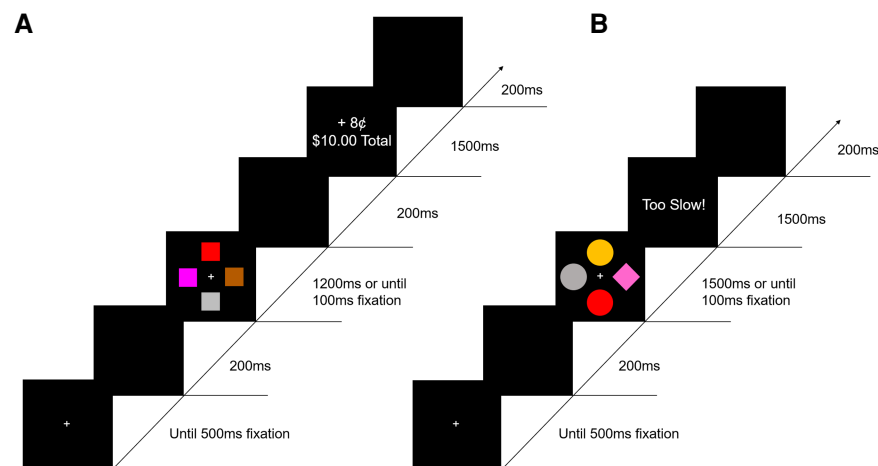 A
+
Until 500ms fixation
200ms
+
1200ms or until
100ms fixation
200ms
+ 8¢
$10.00 Total
1500ms
200ms
B
+
Until 500ms fixation
200ms
+
1500ms or until
100ms fixation
Too Slow!
1500ms
200ms